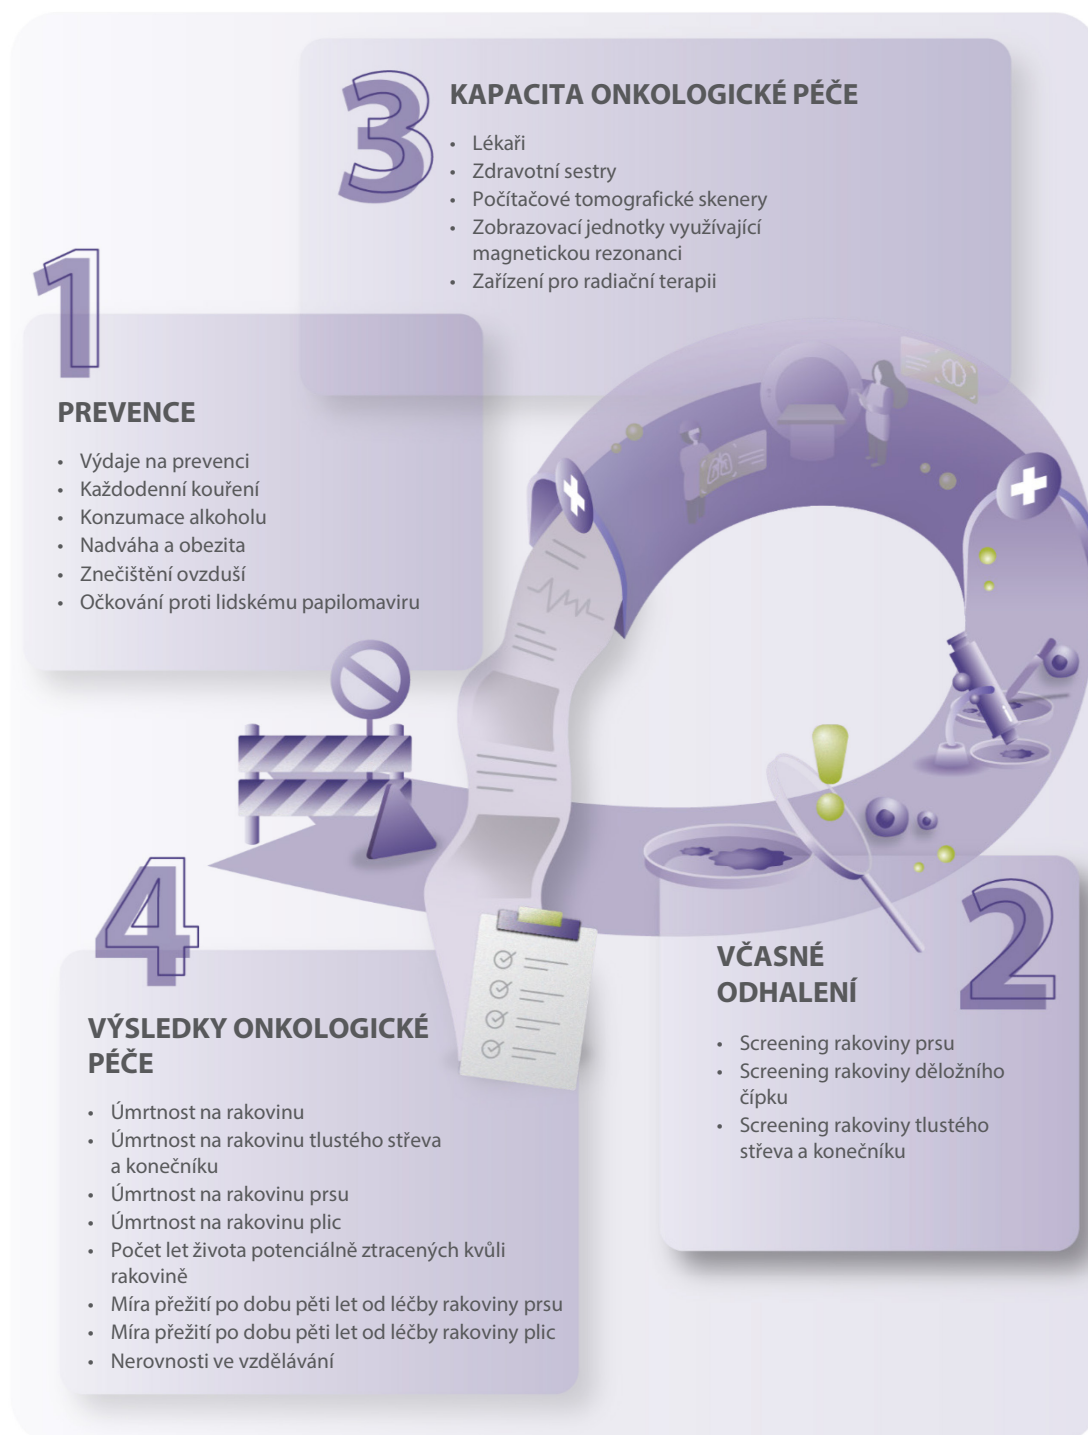 3
KAPACITA ONKOLOGICKÉ PÉČE
• Lékaři
• Zdravotní sestry
• Počítačové tomografické skenery
• Zobrazovací jednotky využívající
magnetickou rezonanci
• Zařízení pro radiační terapii
1
PREVENCE
• Výdaje na prevenci
• Každodenní kouření
• Konzumace alkoholu
• Nadváha a obezita
• Znečištění ovzduší
• Očkování proti lidskému papilomaviru
2
VČASNÉ
ODHALENÍ
• Screening rakoviny prsu
• Screening rakoviny děložního
čípku
• Screening rakoviny tlustého
střeva a konečníku
4
VÝSLEDKY ONKOLOGICKÉ
PÉČE
• Úmrtnost na rakovinu
• Úmrtnost na rakovinu tlustého střeva
a konečníku
• Úmrtnost na rakovinu prsu
• Úmrtnost na rakovinu plic
• Počet let života potenciálně ztracených kvůli
rakovině
• Míra přežití po dobu pěti let od léčby rakoviny prsu
• Míra přežití po dobu pěti let od léčby rakoviny plic
• Nerovnosti ve vzdělávání